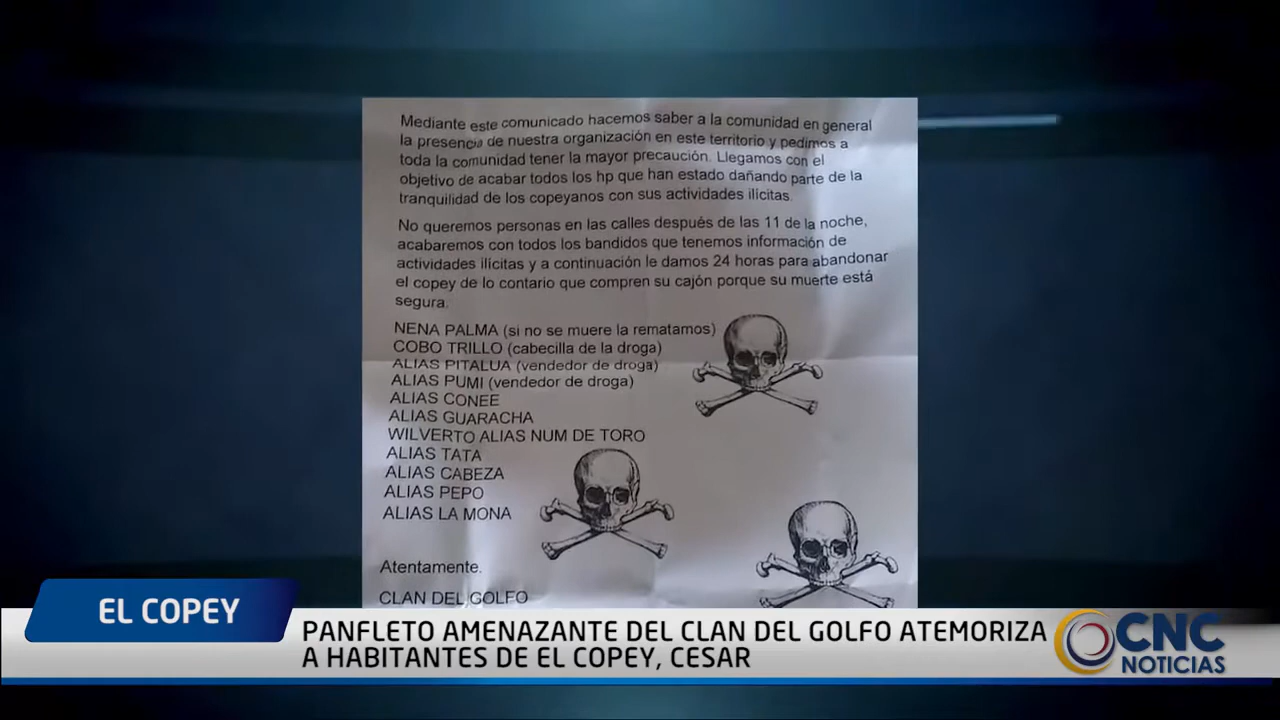 Mediante este comunicado hacemos saber a la comunidad en general
la presencia de nuestra organización en este territorio y pedimos a
toda la comunidad tener la mayor precaución. Llegamos con el
objetivo de acabar todos los hp que han estado dañando parte de la
tranquilidad de los copeyanos con sus actividades ilícitas.
No queremos personas en las calles después de las 11 de la noche,
acabaremos con todos los bandidos que tenemos información de
actividades ilícitas y a continuación le damos 24 horas para abandonar
el copey de lo contario que compren su cajón porque su muerte está
segura.
NENA PALMA (si no se muere la rematamos)
COBO TRILLO (cabecilla de la droga)
ALIAS PITALUA (vendedor de droga)
ALIAS PUMI (vendedor de droga)
ALIAS CONEE
ALIAS GUARACHA
WILVERTO ALIAS NUM DE TORO
ALIAS TATA
ALIAS CABEZA
ALIAS PEPO
ALIAS LA MONA
Atentamente.
CLAN DEL GOLFO
EL COPEY
PANFLETO AMENAZANTE DEL CLAN DEL GOLFO ATEMORIZA
A HABITANTES DE EL COPEY, CESAR
CNC
NOTICIAS